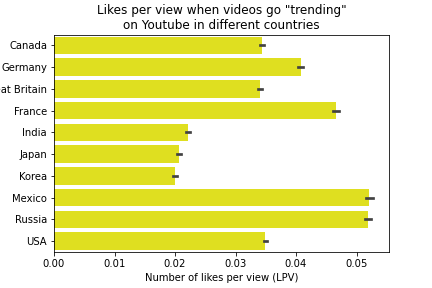 Likes per view when videos go "trending"
on Youtube in different countries
Canada
Germany
at Britain
France
India
Japan
Korea
Mexico
Russia
USA
0.00 0.01 0.02 0.03 0.04 0.05
Number of likes per view (LPV)